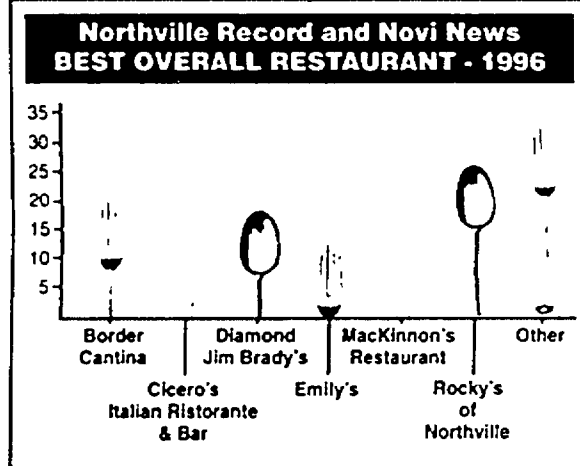 Northville Record and Novi News
BEST OVERALL RESTAURANT - 1996
35
30
25
20
15
10
5
Border
Cantina
Cicero's
Italian Ristorante
& Bar
Diamond
Jim Brady's
Emily's
MacKinnon's
Restaurant
Rocky's
of
Northville
Other